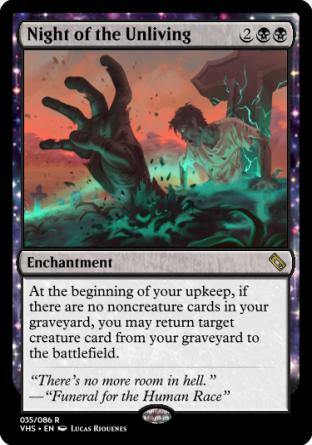 Night of the Unliving 2
Enchantment
At the beginning of your upkeep, if
there are no noncreature cards in your
graveyard, you may return target
creature card from your graveyard to
the battlefield.
“There’s no more room in hell.”
—“Funeral for the Human Race”
035/086 R
VHS • EN Lucas Riquenes